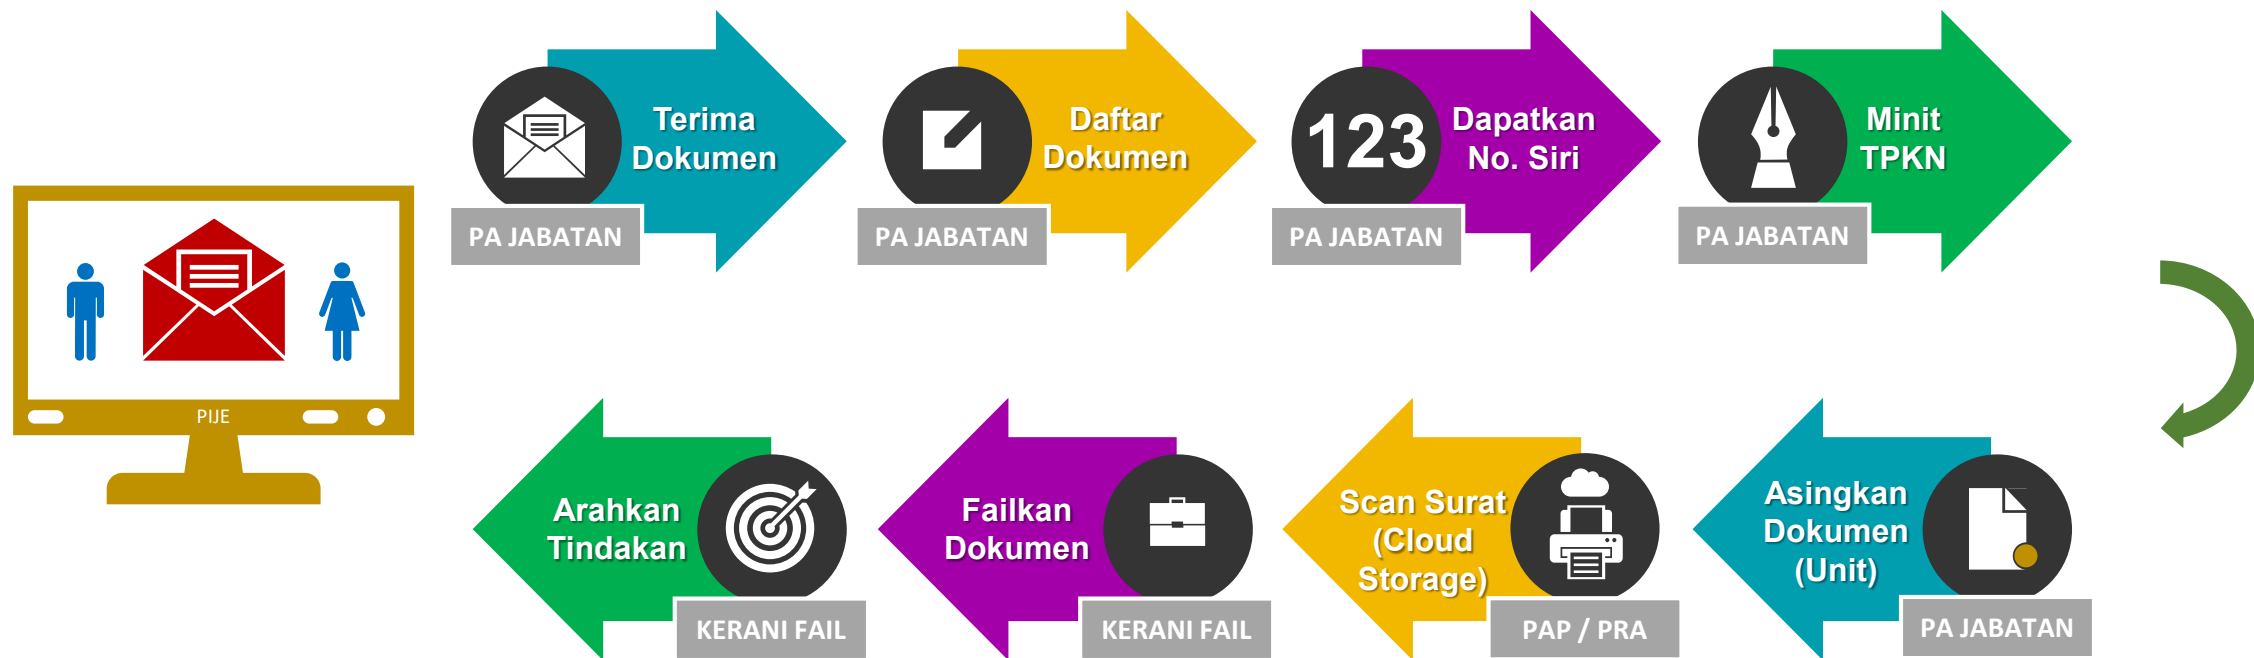 Terima
Dokumen
PA JABATAN
Daftar
Dokumen
PA JABATAN
123
Dapatkan
No. Siri
PA JABATAN
Minit
TPKN
PA JABATAN
PIJE
Asingkan
Dokumen
(Unit)
PA JABATAN
Scan Surat
(Cloud
Storage)
PAP / PRA
Failkan
Dokumen
KERANI FAIL
Arahkan
Tindakan
KERANI FAIL